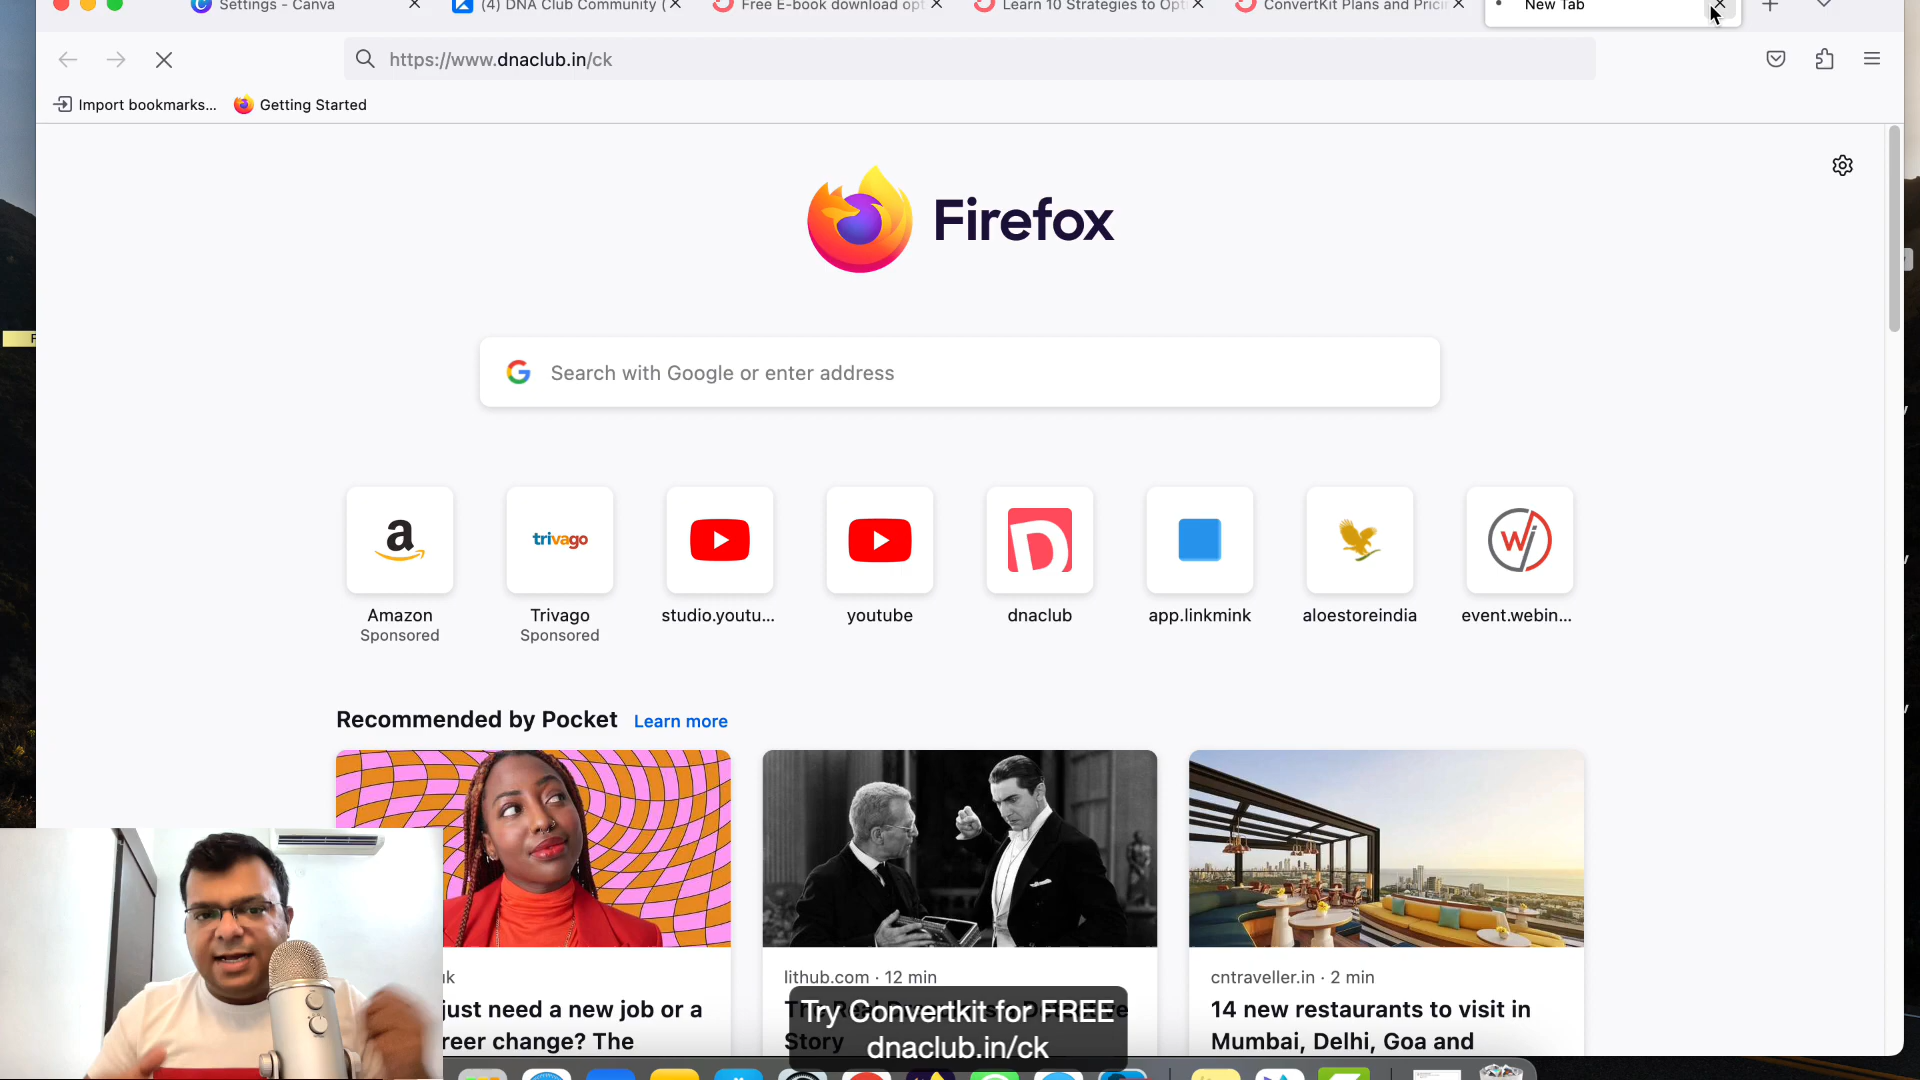 Settings - Canva
(4) DNA Club Community (
Free E-book download opt
Learn 10 Strategies to Opti
ConvertKit Plans and Pricin
New Tab
https://www.dnaclub.in/ck
Import bookmarks...
Getting Started
Firefox
Search with Google or enter address
a
trivago
D
Amazon
Trivago
studio.youtu...
youtube
dnaclub
app.linkmink
aloestoreindia
event.webin...
Sponsored
Sponsored
Recommended by Pocket
Learn more
uk
lithub.com · 12 min
cntraveller.in · 2 min
just need a new job or a
reer change? The
Story
14 new restaurants to visit in
Mumbai, Delhi, Goa and
Try Convertkit for FREE
dnaclub.in/ck